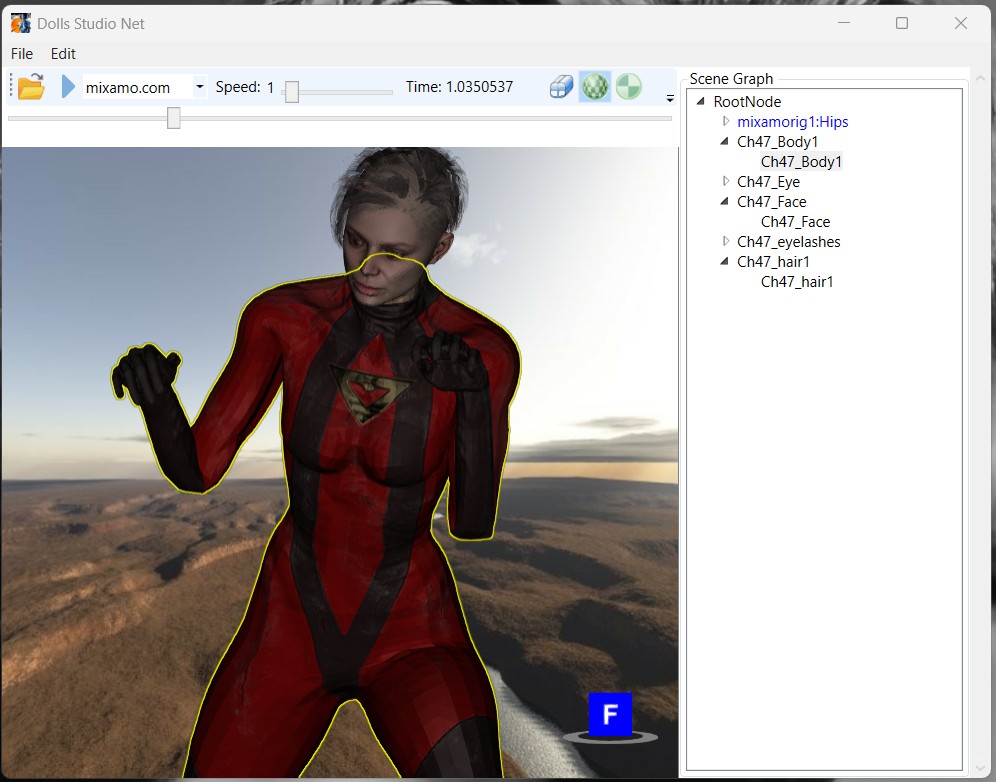 Dolls Studio Net
File Edit
mixamo.com Speed: 1 Time: 1.0350537
Scene Graph
RootNode
mixamorig1:Hips
Ch47_Body1
Ch47_Body1
Ch47_Eye
Ch47_Face
Ch47_Face
Ch47_eyelashes
Ch47_hair1
Ch47_hair1
F